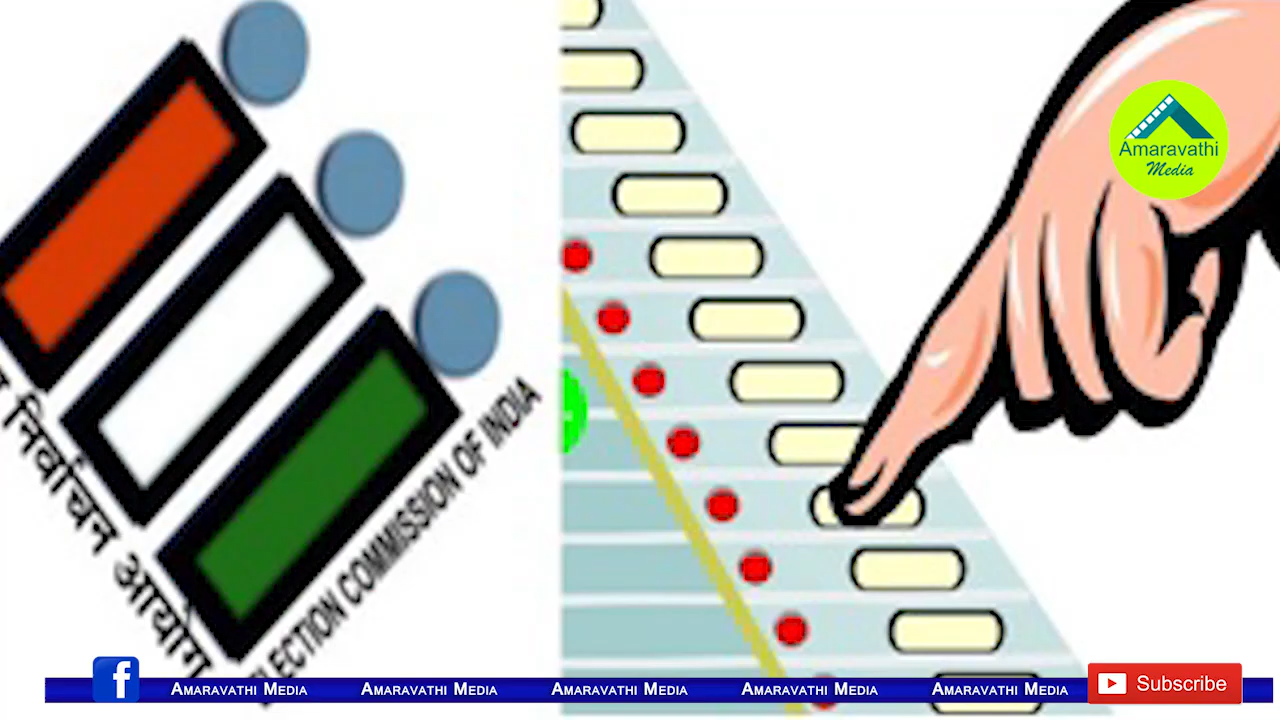 निर्वाचन आयोग
ELECTION COMMISSION OF INDIA
Amaravathi
Media
f
Amaravathi Media Amaravathi Media Amaravathi Media Amaravathi Media Amaravathi Media
Subscribe